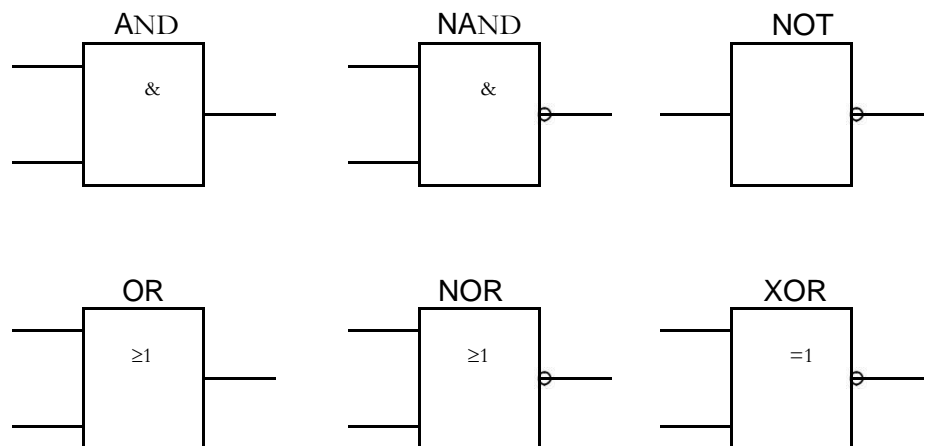 AND NAND NOT
& &
OR NOR XOR
≥1 ≥1 =1